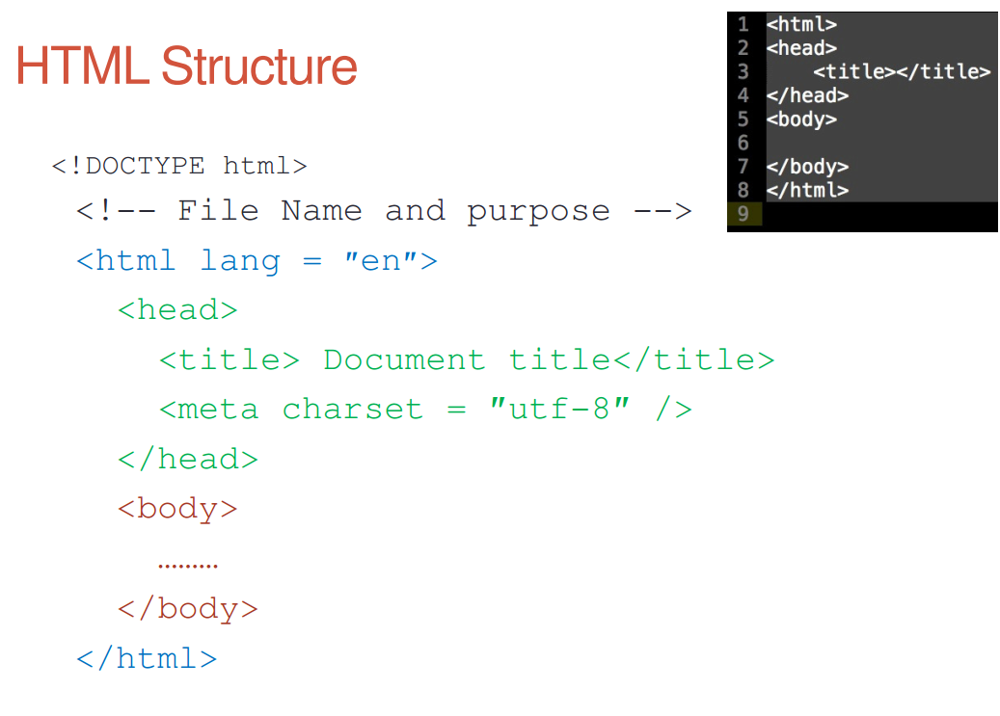 HTML Structure
<!DOCTYPE html>
<!-- File Name and purpose -->
<html lang = "en">
<head>
<title> Document title</title>
<meta charset = "utf-8" />
</head>
<body>
………
</body>
</html>
1 <html>
2 <head>
3 <title></title>
4 </head>
5 <body>
6
7 </body>
8 </html>
9